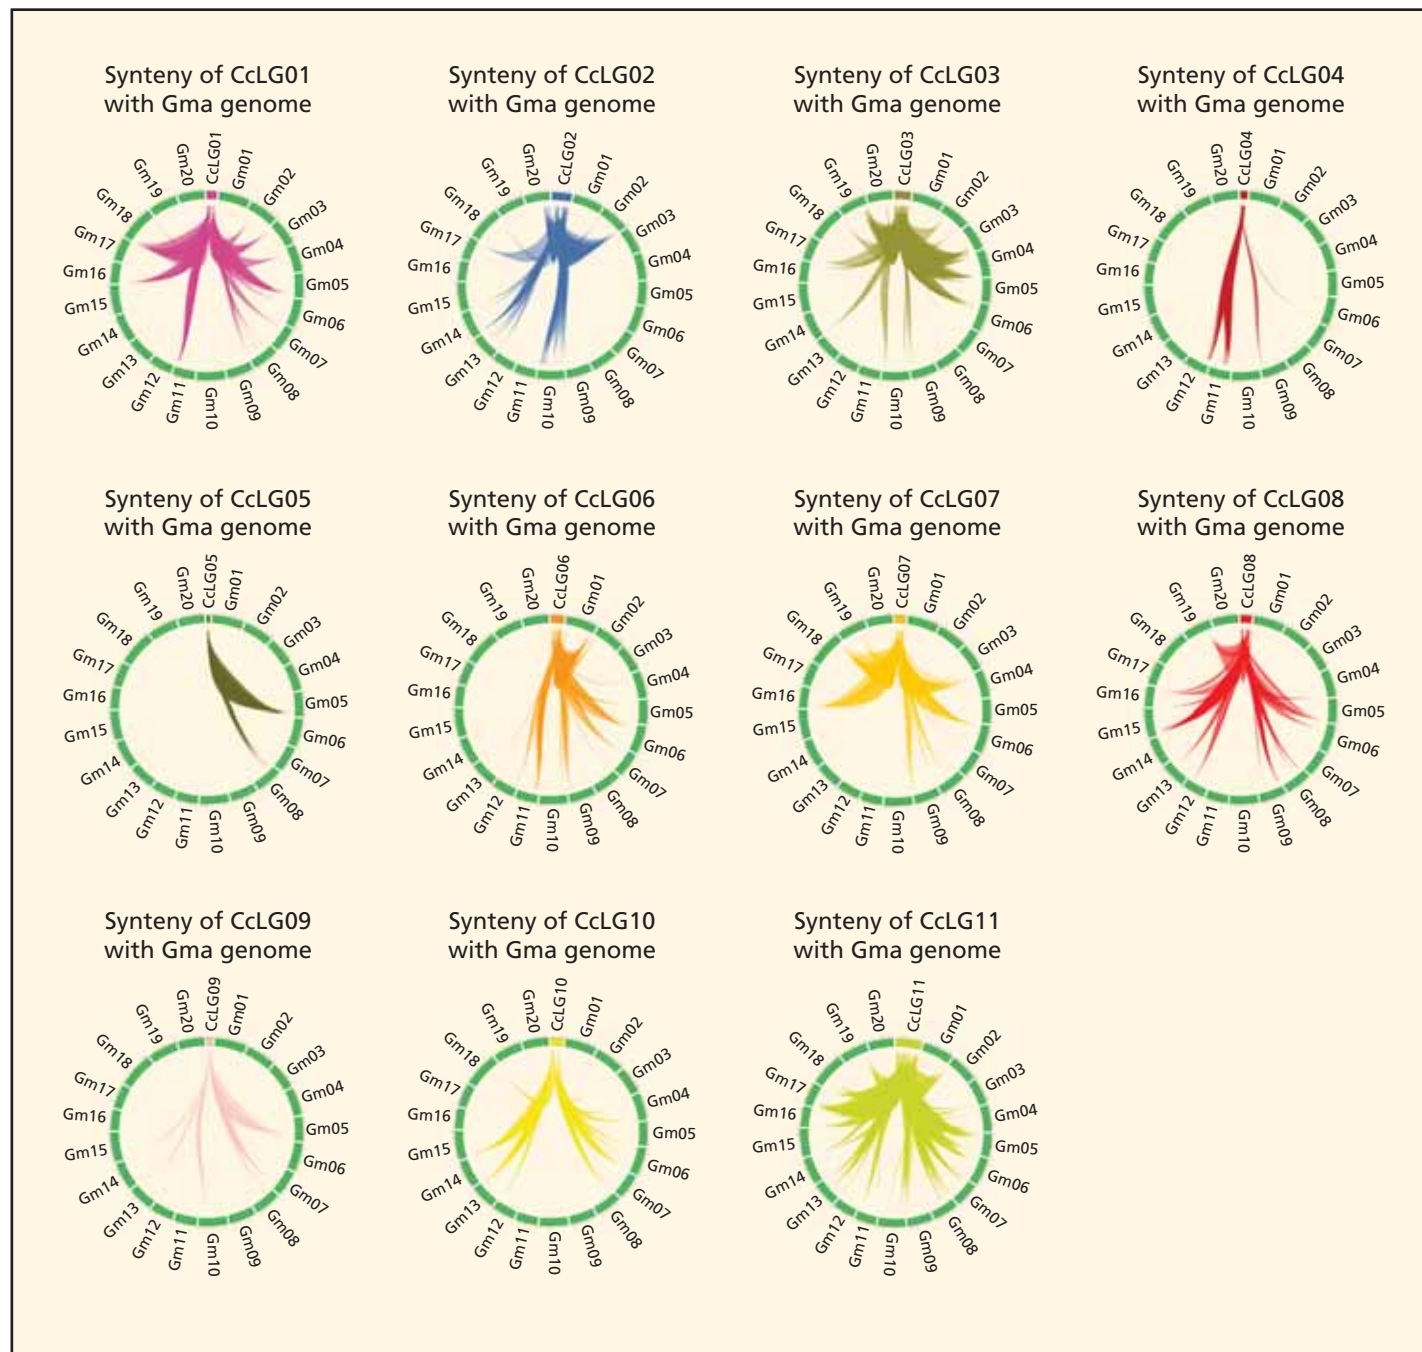 Synteny of CcLG01
with Gma genome
CcLG01
Gm01
Gm02
Gm03
Gm04
Gm05
Gm06
Gm07
Gm08
Gm09
Gm10
Gm11
Gm12
Gm13
Gm14
Gm15
Gm16
Gm17
Gm18
Gm19
Gm20
Synteny of CcLG02
with Gma genome
CcLG02
Gm01
Gm02
Gm03
Gm04
Gm05
Gm06
Gm07
Gm08
Gm09
Gm10
Gm11
Gm12
Gm13
Gm14
Gm15
Gm16
Gm17
Gm18
Gm19
Gm20
Synteny of CcLG03
with Gma genome
CcLG03
Gm01
Gm02
Gm03
Gm04
Gm05
Gm06
Gm07
Gm08
Gm09
Gm10
Gm11
Gm12
Gm13
Gm14
Gm15
Gm16
Gm17
Gm18
Gm19
Gm20
Synteny of CcLG04
with Gma genome
CcLG04
Gm01
Gm02
Gm03
Gm04
Gm05
Gm06
Gm07
Gm08
Gm09
Gm10
Gm11
Gm12
Gm13
Gm14
Gm15
Gm16
Gm17
Gm18
Gm19
Gm20
Synteny of CcLG05
with Gma genome
CcLG05
Gm01
Gm02
Gm03
Gm04
Gm05
Gm06
Gm07
Gm08
Gm09
Gm10
Gm11
Gm12
Gm13
Gm14
Gm15
Gm16
Gm17
Gm18
Gm19
Gm20
Synteny of CcLG06
with Gma genome
CcLG06
Gm01
Gm02
Gm03
Gm04
Gm05
Gm06
Gm07
Gm08
Gm09
Gm10
Gm11
Gm12
Gm13
Gm14
Gm15
Gm16
Gm17
Gm18
Gm19
Gm20
Synteny of CcLG07
with Gma genome
CcLG07
Gm01
Gm02
Gm03
Gm04
Gm05
Gm06
Gm07
Gm08
Gm09
Gm10
Gm11
Gm12
Gm13
Gm14
Gm15
Gm16
Gm17
Gm18
Gm19
Gm20
Synteny of CcLG08
with Gma genome
CcLG08
Gm01
Gm02
Gm03
Gm04
Gm05
Gm06
Gm07
Gm08
Gm09
Gm10
Gm11
Gm12
Gm13
Gm14
Gm15
Gm16
Gm17
Gm18
Gm19
Gm20
Synteny of CcLG09
with Gma genome
CcLG09
Gm01
Gm02
Gm03
Gm04
Gm05
Gm06
Gm07
Gm08
Gm09
Gm10
Gm11
Gm12
Gm13
Gm14
Gm15
Gm16
Gm17
Gm18
Gm19
Gm20
Synteny of CcLG10
with Gma genome
CcLG10
Gm01
Gm02
Gm03
Gm04
Gm05
Gm06
Gm07
Gm08
Gm09
Gm10
Gm11
Gm12
Gm13
Gm14
Gm15
Gm16
Gm17
Gm18
Gm19
Gm20
Synteny of CcLG11
with Gma genome
CcLG11
Gm01
Gm02
Gm03
Gm04
Gm05
Gm06
Gm07
Gm08
Gm09
Gm10
Gm11
Gm12
Gm13
Gm14
Gm15
Gm16
Gm17
Gm18
Gm19
Gm20